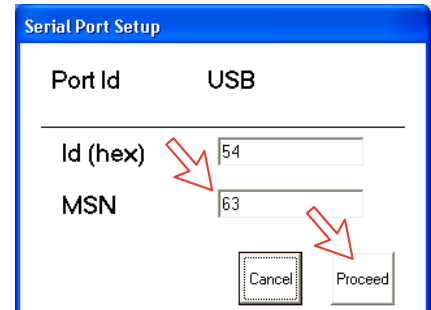 Serial Port Setup
Port Id USB
Id (hex) 54
MSN 63
Cancel Proceed